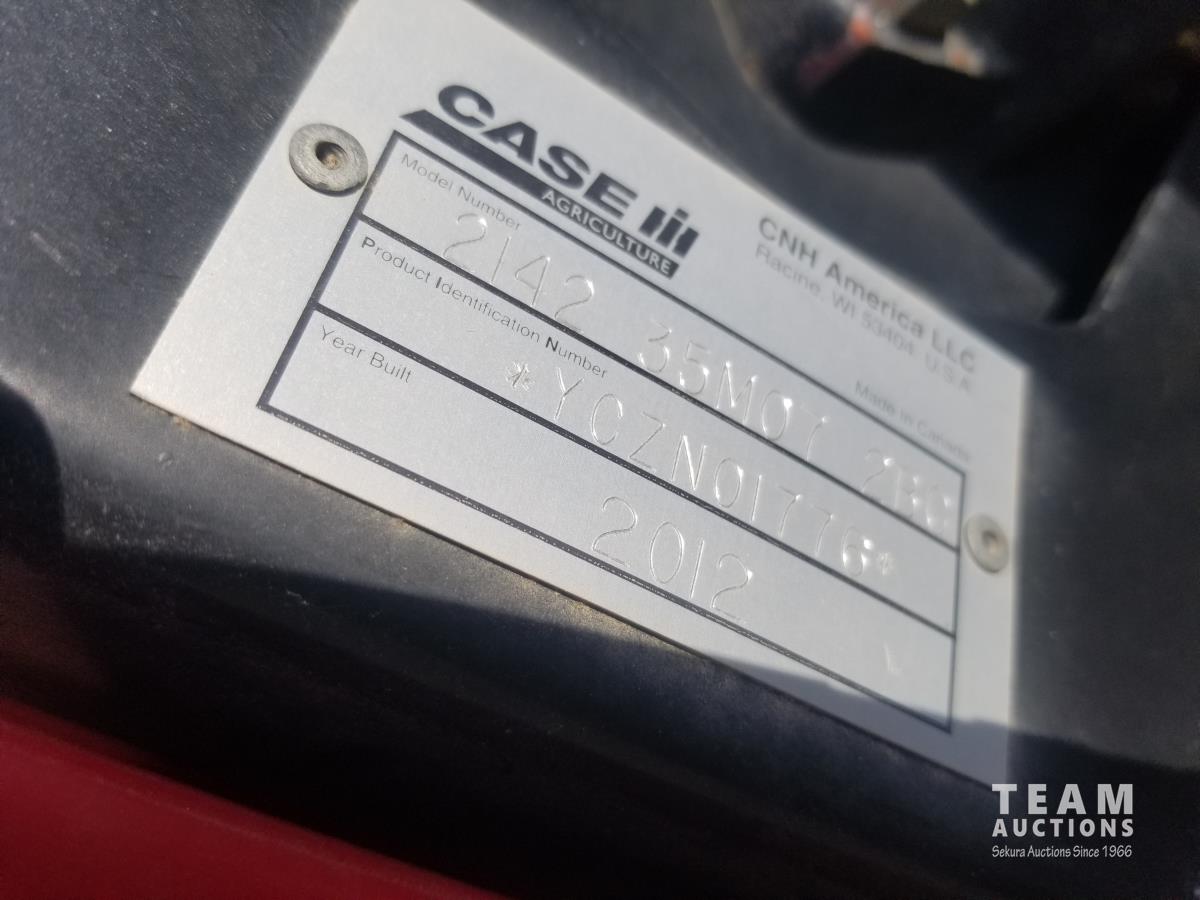 CASE IH
AGRICULTURE
CNH America LLC
Racine, WI 53404 U.S.A.
Made in Canada
Model Number
2142 35M07 2BC
Product Identification Number
*YCZN01776*
Year Built
2012
TEAM
AUCTIONS
Sekura Auctions Since 1966